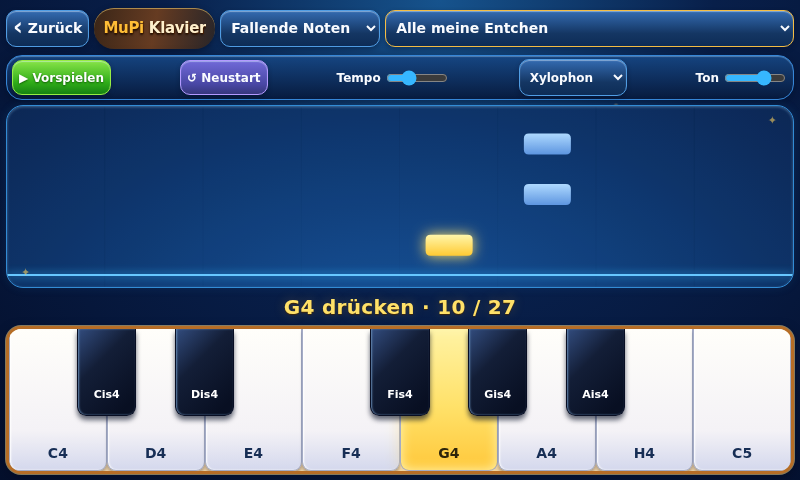 ‹ Zurück MuPi Klavier Fallende Noten Alle meine Entchen
▶ Vorspielen ↺ Neustart Tempo Xylophon Ton
G4 drücken · 10 / 27
Cis4 Dis4 Fis4 Gis4 Ais4
C4 D4 E4 F4 G4 A4 H4 C5